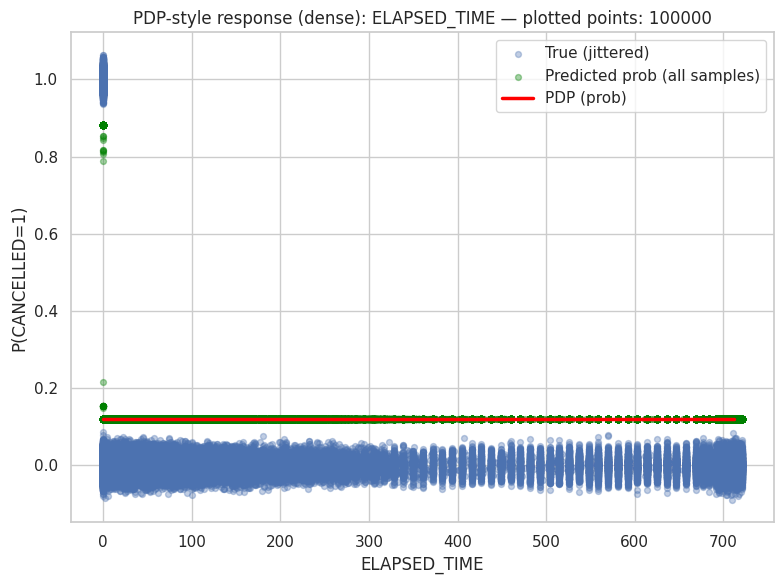 PDP-style response (dense): ELAPSED_TIME — plotted points: 100000
True (jittered)
Predicted prob (all samples)
PDP (prob)
P(CANCELLED=1)
1.0
0.8
0.6
0.4
0.2
0.0
0 100 200 300 400 500 600 700
ELAPSED_TIME